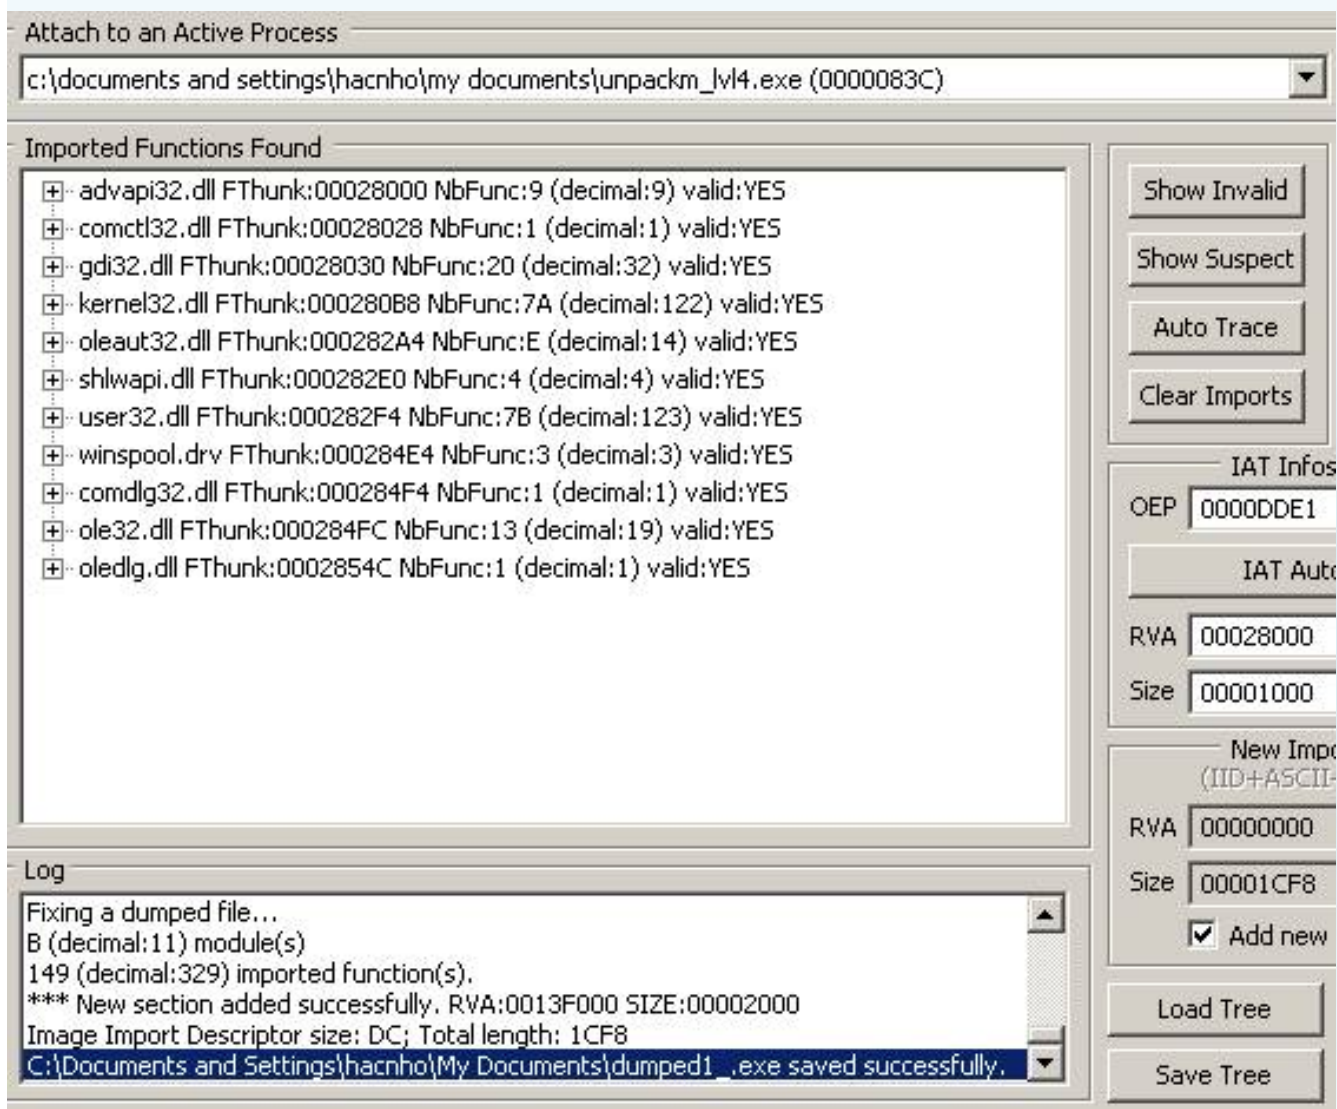 Attach to an Active Process
c:\documents and settings\hacnho\my documents\unpackm_lvl4.exe (0000083C)
Imported Functions Found
advapi32.dll FThunk:00028000 NbFunc:9 (decimal:9) valid:YES
comctl32.dll FThunk:00028028 NbFunc:1 (decimal:1) valid:YES
gdi32.dll FThunk:00028030 NbFunc:20 (decimal:32) valid:YES
kernel32.dll FThunk:000280B8 NbFunc:7A (decimal:122) valid:YES
oleaut32.dll FThunk:000282A4 NbFunc:E (decimal:14) valid:YES
shlwapi.dll FThunk:000282E0 NbFunc:4 (decimal:4) valid:YES
user32.dll FThunk:000282F4 NbFunc:7B (decimal:123) valid:YES
winspool.drv FThunk:000284E4 NbFunc:3 (decimal:3) valid:YES
comdlg32.dll FThunk:000284F4 NbFunc:1 (decimal:1) valid:YES
ole32.dll FThunk:000284FC NbFunc:13 (decimal:19) valid:YES
oledlg.dll FThunk:0002854C NbFunc:1 (decimal:1) valid:YES
Show Invalid
Show Suspect
Auto Trace
Clear Imports
IAT Infos
OEP 0000DDE1
IAT Auto
RVA 00028000
Size 00001000
New Impo
(IID+ASCII+
RVA 00000000
Size 00001CF8
Add new
Load Tree
Save Tree
Log
Fixing a dumped file...
B (decimal:11) module(s)
149 (decimal:329) imported function(s).
*** New section added successfully. RVA:0013F000 SIZE:00002000
Image Import Descriptor size: DC; Total length: 1CF8
C:\Documents and Settings\hacnho\My Documents\dumped1_.exe saved successfully.